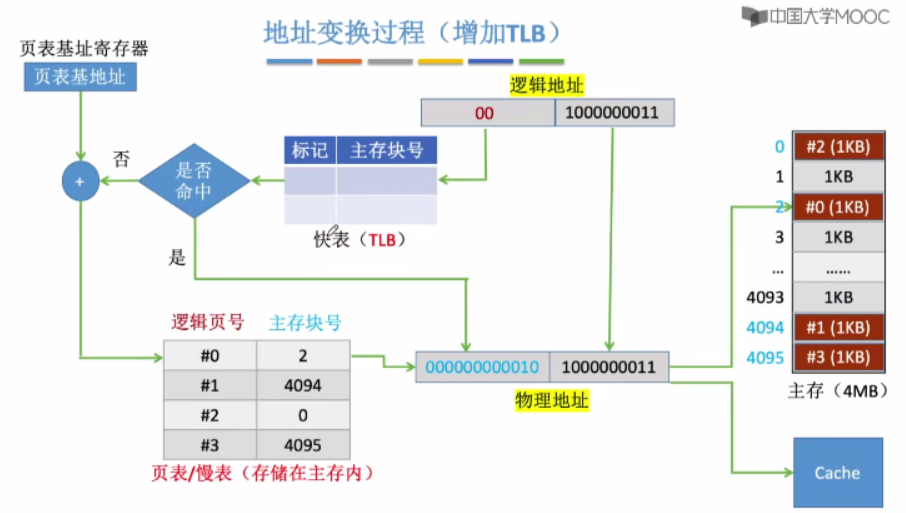 中国大学MOOC
地址变换过程（增加TLB）
页表基址寄存器
页表基地址
逻辑地址
00 1000000011
标记 主存块号
快表（TLB）
是否
命中
否
是
+
逻辑页号 主存块号
#0 2
#1 4094
#2 0
#3 4095
页表/慢表（存储在主存内）
000000000010 1000000011
物理地址
0 #2 (1KB)
1 1KB
2 #0 (1KB)
3 1KB
... ......
4093 1KB
4094 #1 (1KB)
4095 #3 (1KB)
主存（4MB）
Cache